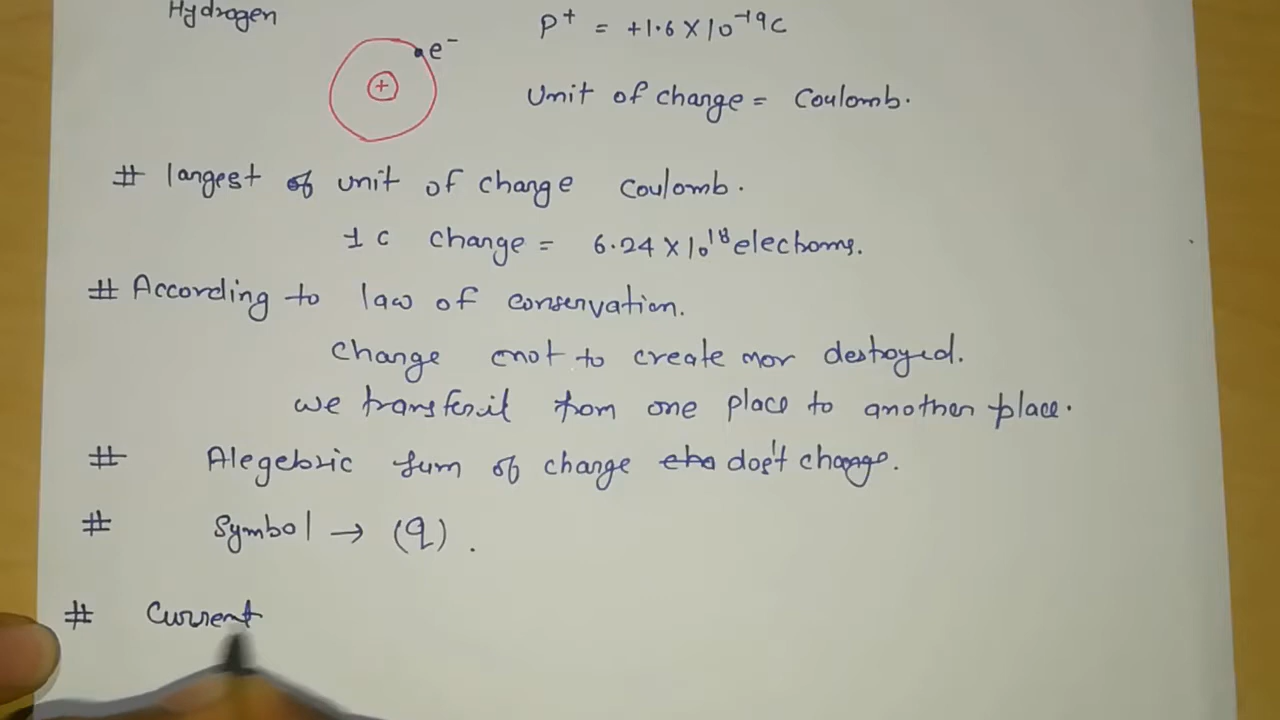 Hydrogen
P+ = +1.6 X 10-19 C
+ e-
Unit of charge = Coulomb.
# largest of unit of charge Coulomb.
1 C charge = 6.24 X 10^18 electrons.
# According to law of conservation.
charge not to create nor destroyed.
we transfer it from one place to another place.
# Alegebric sum of charge dos't change.
# Symbol → (q).
# Current